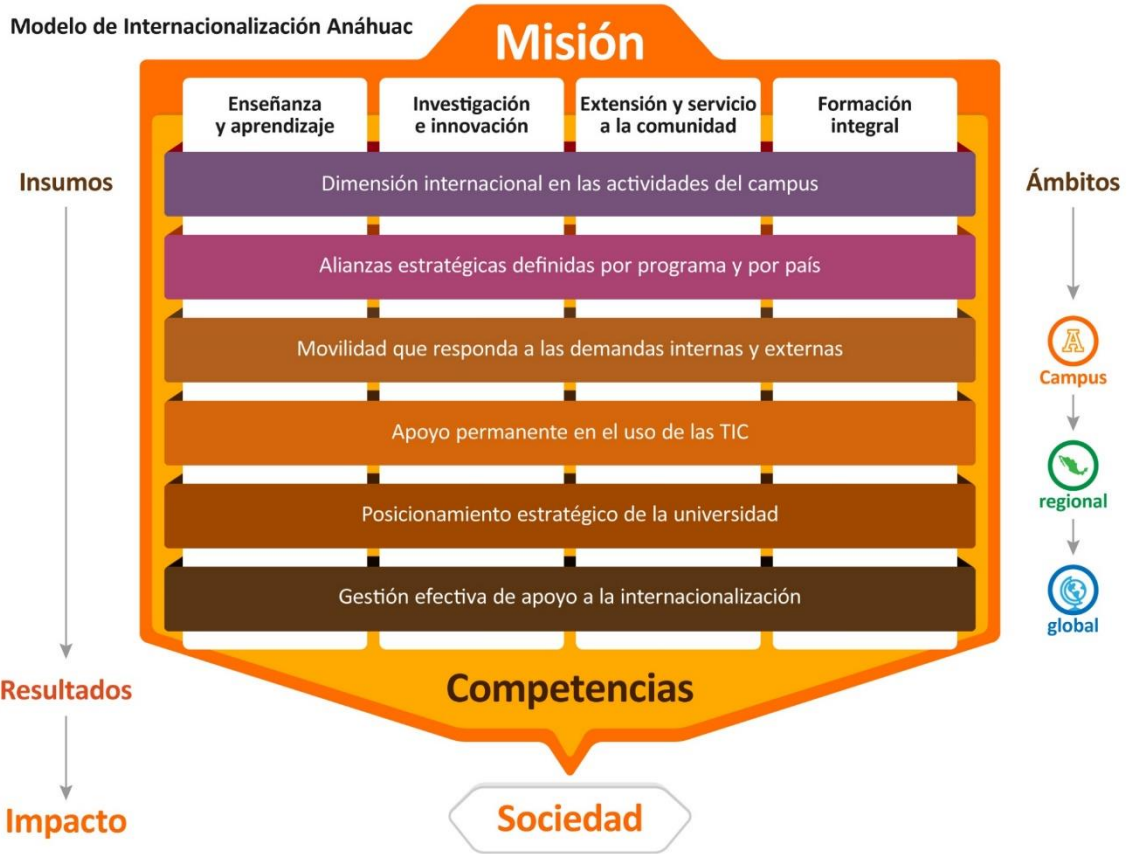 Modelo de Internacionalización Anáhuac
Misión
Enseñanza
y aprendizaje
Investigación
e innovación
Extensión y servicio
a la comunidad
Formación
integral
Insumos
Dimensión internacional en las actividades del campus
Alianzas estratégicas definidas por programa y por país
Movilidad que responda a las demandas internas y externas
Apoyo permanente en el uso de las TIC
Posicionamiento estratégico de la universidad
Gestión efectiva de apoyo a la internacionalización
Ámbitos
A
Campus
regional
global
Resultados
Competencias
Impacto
Sociedad